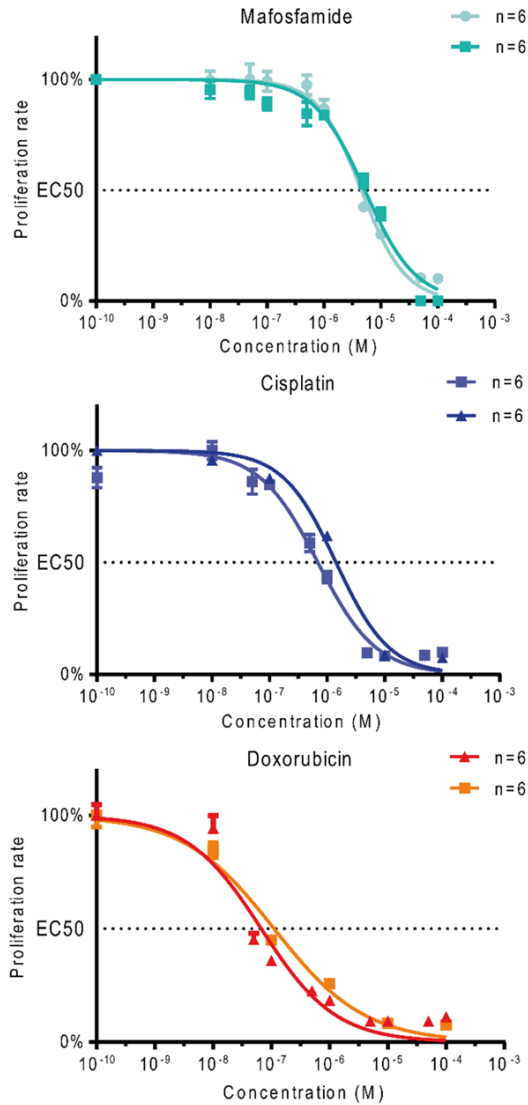 Mafosfamide
n=6
n=6
Proliferation rate
100%
EC50
0%
10⁻¹⁰ 10⁻⁹ 10⁻⁸ 10⁻⁷ 10⁻⁶ 10⁻⁵ 10⁻⁴ 10⁻³
Concentration (M)
Cisplatin
n=6
n=6
Proliferation rate
100%
EC50
0%
10⁻¹⁰ 10⁻⁹ 10⁻⁸ 10⁻⁷ 10⁻⁶ 10⁻⁵ 10⁻⁴ 10⁻³
Concentration (M)
Doxorubicin
n=6
n=6
Proliferation rate
100%
EC50
0%
10⁻¹⁰ 10⁻⁹ 10⁻⁸ 10⁻⁷ 10⁻⁶ 10⁻⁵ 10⁻⁴ 10⁻³
Concentration (M)